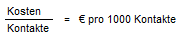 Kosten
Kontakte = € pro 1000 Kontakte